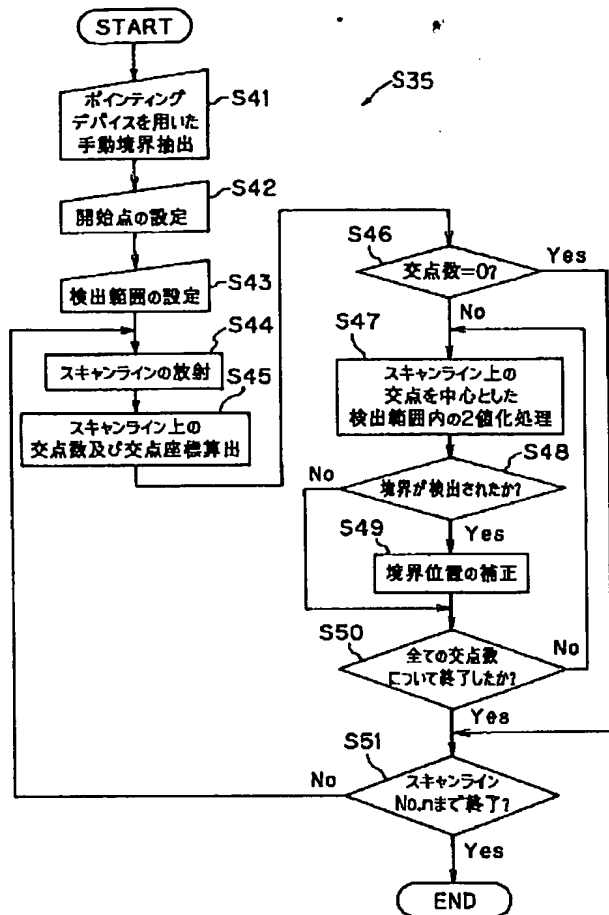 START
S35
ポインティング
デバイスを用いた
手動境界抽出
S41
開始点の設定
S42
検出範囲の設定
S43
スキャンラインの放射
S44
スキャンライン上の
交点数及び交点座標算出
S45
交点数=0?
S46
Yes
No
スキャンライン上の
交点を中心とした
検出範囲内の2値化処理
S47
境界が検出されたか?
S48
No
Yes
境界位置の補正
S49
全ての交点数
について終了したか?
S50
No
Yes
スキャンライン
No.nまで終了?
S51
No
Yes
END